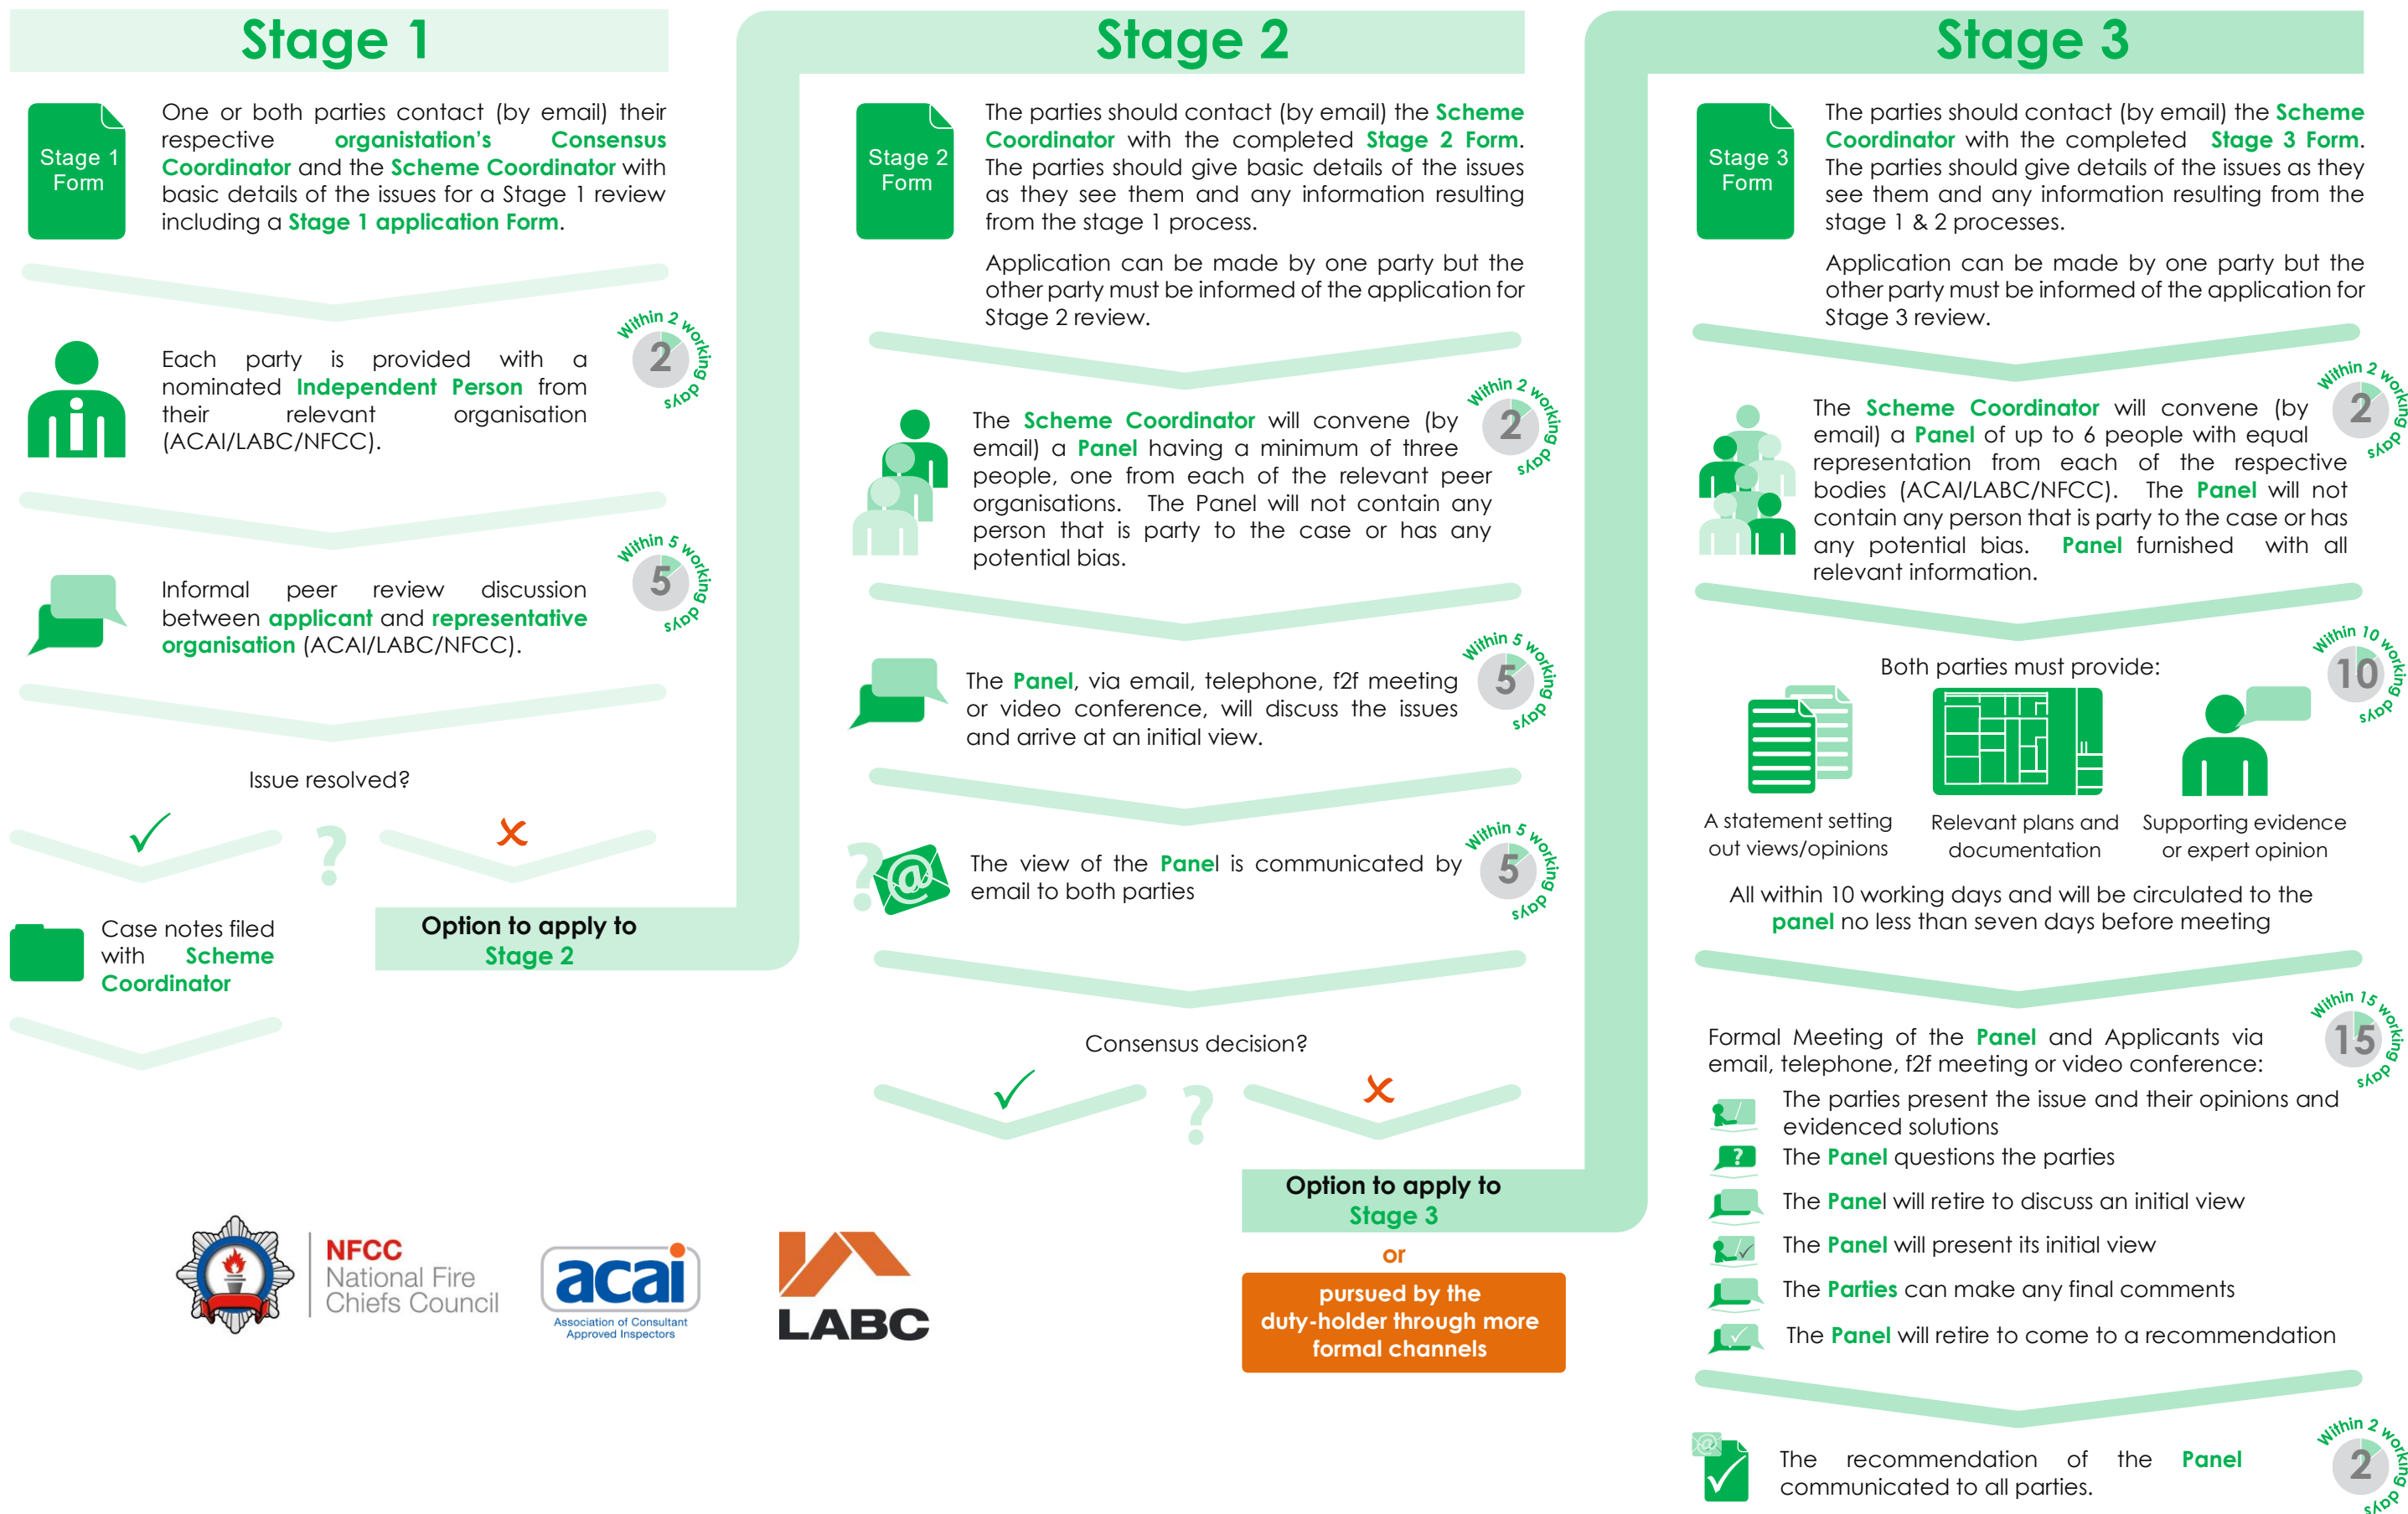 Stage 1
Stage 1
Form
One or both parties contact (by email) their
respective organistation's Consensus
Coordinator and the Scheme Coordinator with
basic details of the issues for a Stage 1 review
including a Stage 1 application Form.
Each party is provided with a
nominated Independent Person from
their relevant organisation
(ACAI/LABC/NFCC).
Within 2 working days
2
Informal peer review discussion
between applicant and representative
organisation (ACAI/LABC/NFCC).
Within 5 working days
5
Issue resolved?
?
Case notes filed
with Scheme
Coordinator
Option to apply to
Stage 2
Stage 2
Stage 2
Form
The parties should contact (by email) the Scheme
Coordinator with the completed Stage 2 Form.
The parties should give basic details of the issues
as they see them and any information resulting
from the stage 1 process.
Application can be made by one party but the
other party must be informed of the application for
Stage 2 review.
The Scheme Coordinator will convene (by
email) a Panel having a minimum of three
people, one from each of the relevant peer
organisations. The Panel will not contain any
person that is party to the case or has any
potential bias.
Within 2 working days
2
The Panel, via email, telephone, f2f meeting
or video conference, will discuss the issues
and arrive at an initial view.
Within 5 working days
5
?@
The view of the Panel is communicated by
email to both parties
Within 5 working days
5
Consensus decision?
?
Option to apply to
Stage 3
or
pursued by the
duty-holder through more
formal channels
Stage 3
Stage 3
Form
The parties should contact (by email) the Scheme
Coordinator with the completed Stage 3 Form.
The parties should give details of the issues as they
see them and any information resulting from the
stage 1 & 2 processes.
Application can be made by one party but the
other party must be informed of the application for
Stage 3 review.
The Scheme Coordinator will convene (by
email) a Panel of up to 6 people with equal
representation from each of the respective
bodies (ACAI/LABC/NFCC). The Panel will not
contain any person that is party to the case or has
any potential bias. Panel furnished with all
relevant information.
Within 2 working days
2
Both parties must provide:
Within 10 working days
10
A statement setting
out views/opinions
Relevant plans and
documentation
Supporting evidence
or expert opinion
All within 10 working days and will be circulated to the
panel no less than seven days before meeting
Formal Meeting of the Panel and Applicants via
email, telephone, f2f meeting or video conference:
Within 15 working days
15
The parties present the issue and their opinions and
evidenced solutions
?
The Panel questions the parties
The Panel will retire to discuss an initial view
The Panel will present its initial view
The Parties can make any final comments
The Panel will retire to come to a recommendation
@
The recommendation of the Panel
communicated to all parties.
Within 2 working days
2
NFCC
National Fire
Chiefs Council
acai
Association of Consultant
Approved Inspectors
LABC